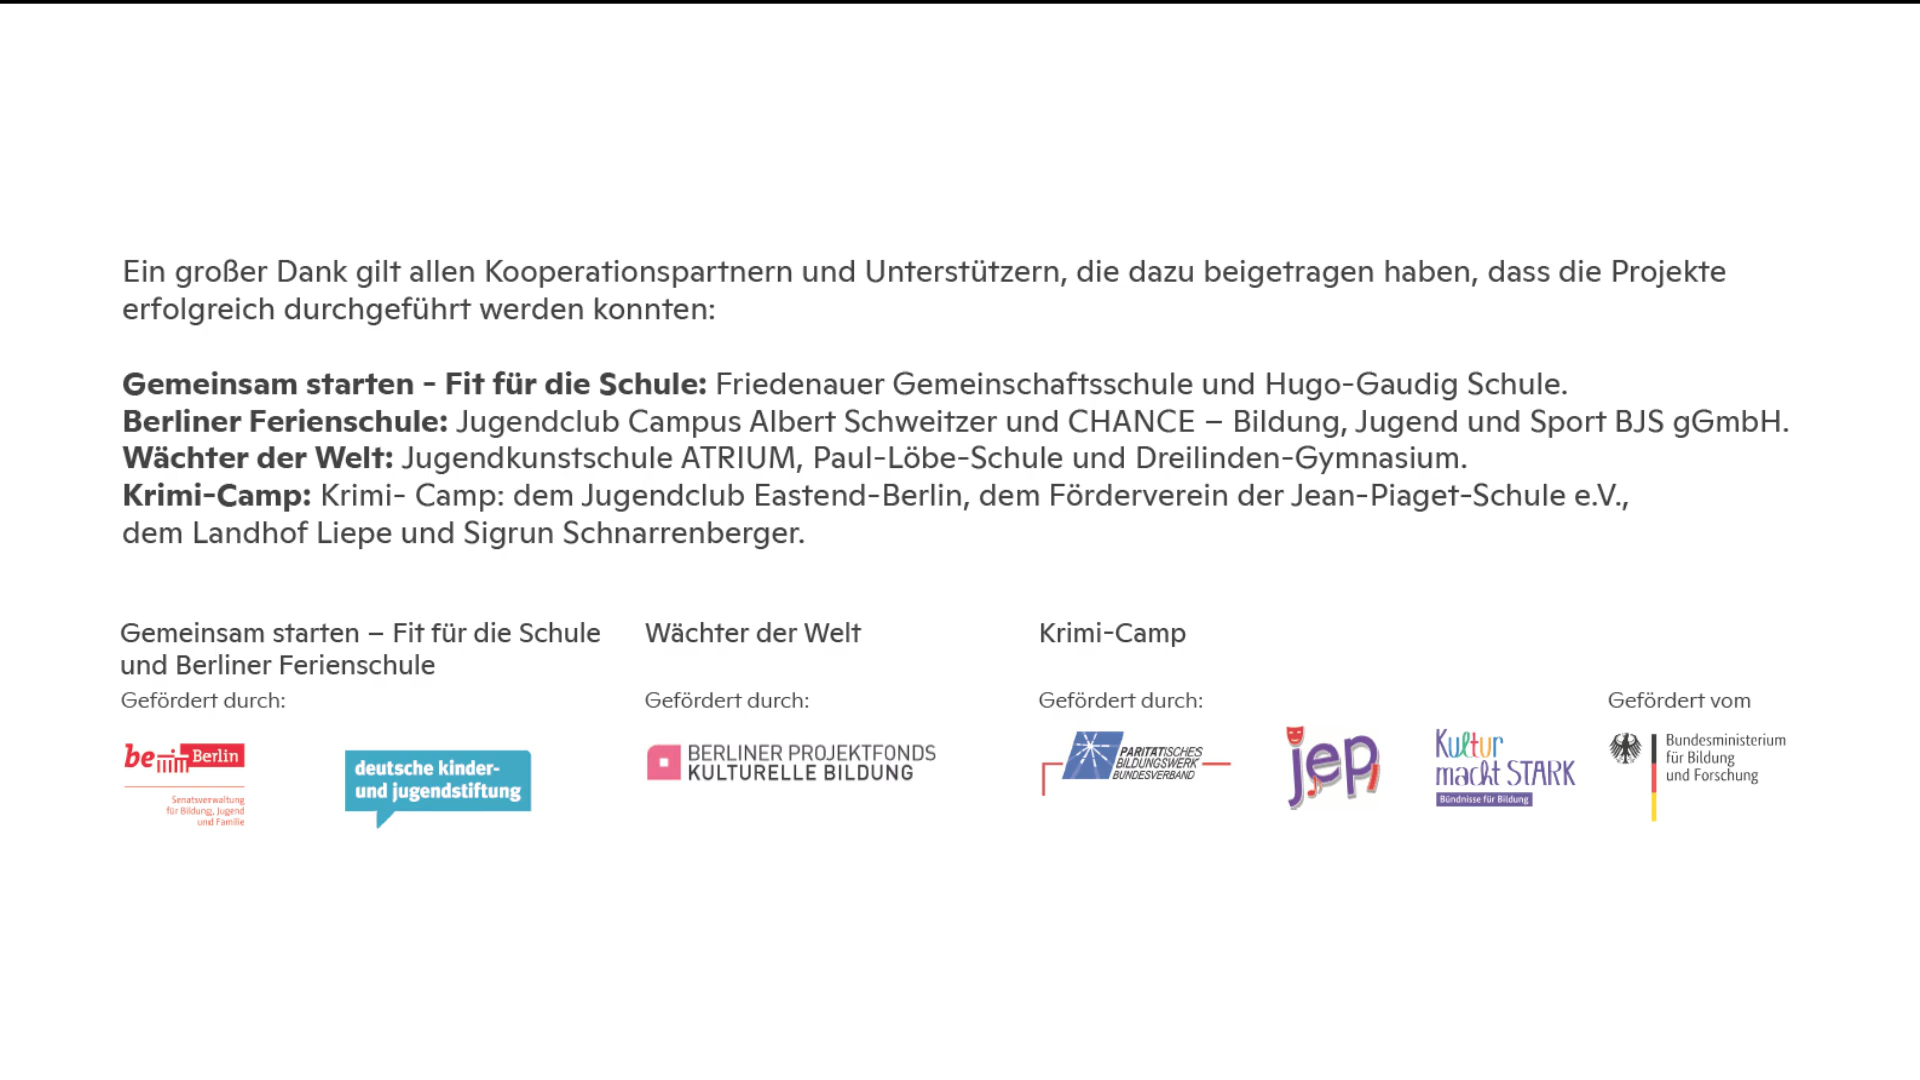 Ein großer Dank gilt allen Kooperationspartnern und Unterstützern, die dazu beigetragen haben, dass die Projekte
erfolgreich durchgeführt werden konnten:
Gemeinsam starten - Fit für die Schule: Friedenauer Gemeinschaftsschule und Hugo-Gaudig Schule.
Berliner Ferienschule: Jugendclub Campus Albert Schweitzer und CHANCE – Bildung, Jugend und Sport BJS gGmbH.
Wächter der Welt: Jugendkunstschule ATRIUM, Paul-Löbe-Schule und Dreilinden-Gymnasium.
Krimi-Camp: Krimi- Camp: dem Jugendclub Eastend-Berlin, dem Förderverein der Jean-Piaget-Schule e.V.,
dem Landhof Liepe und Sigrun Schnarrenberger.
Gemeinsam starten – Fit für die Schule
und Berliner Ferienschule
Gefördert durch:
be Berlin
Senatsverwaltung
für Bildung, Jugend
und Familie
deutsche kinder-
und jugendstiftung
Wächter der Welt
Gefördert durch:
BERLINER PROJEKTFONDS
KULTURELLE BILDUNG
Krimi-Camp
Gefördert durch:
PARITÄTISCHES
BILDUNGSWERK
BUNDESVERBAND
jep
Kultur
macht STARK
Bündnisse für Bildung
Gefördert vom
Bundesministerium
für Bildung
und Forschung